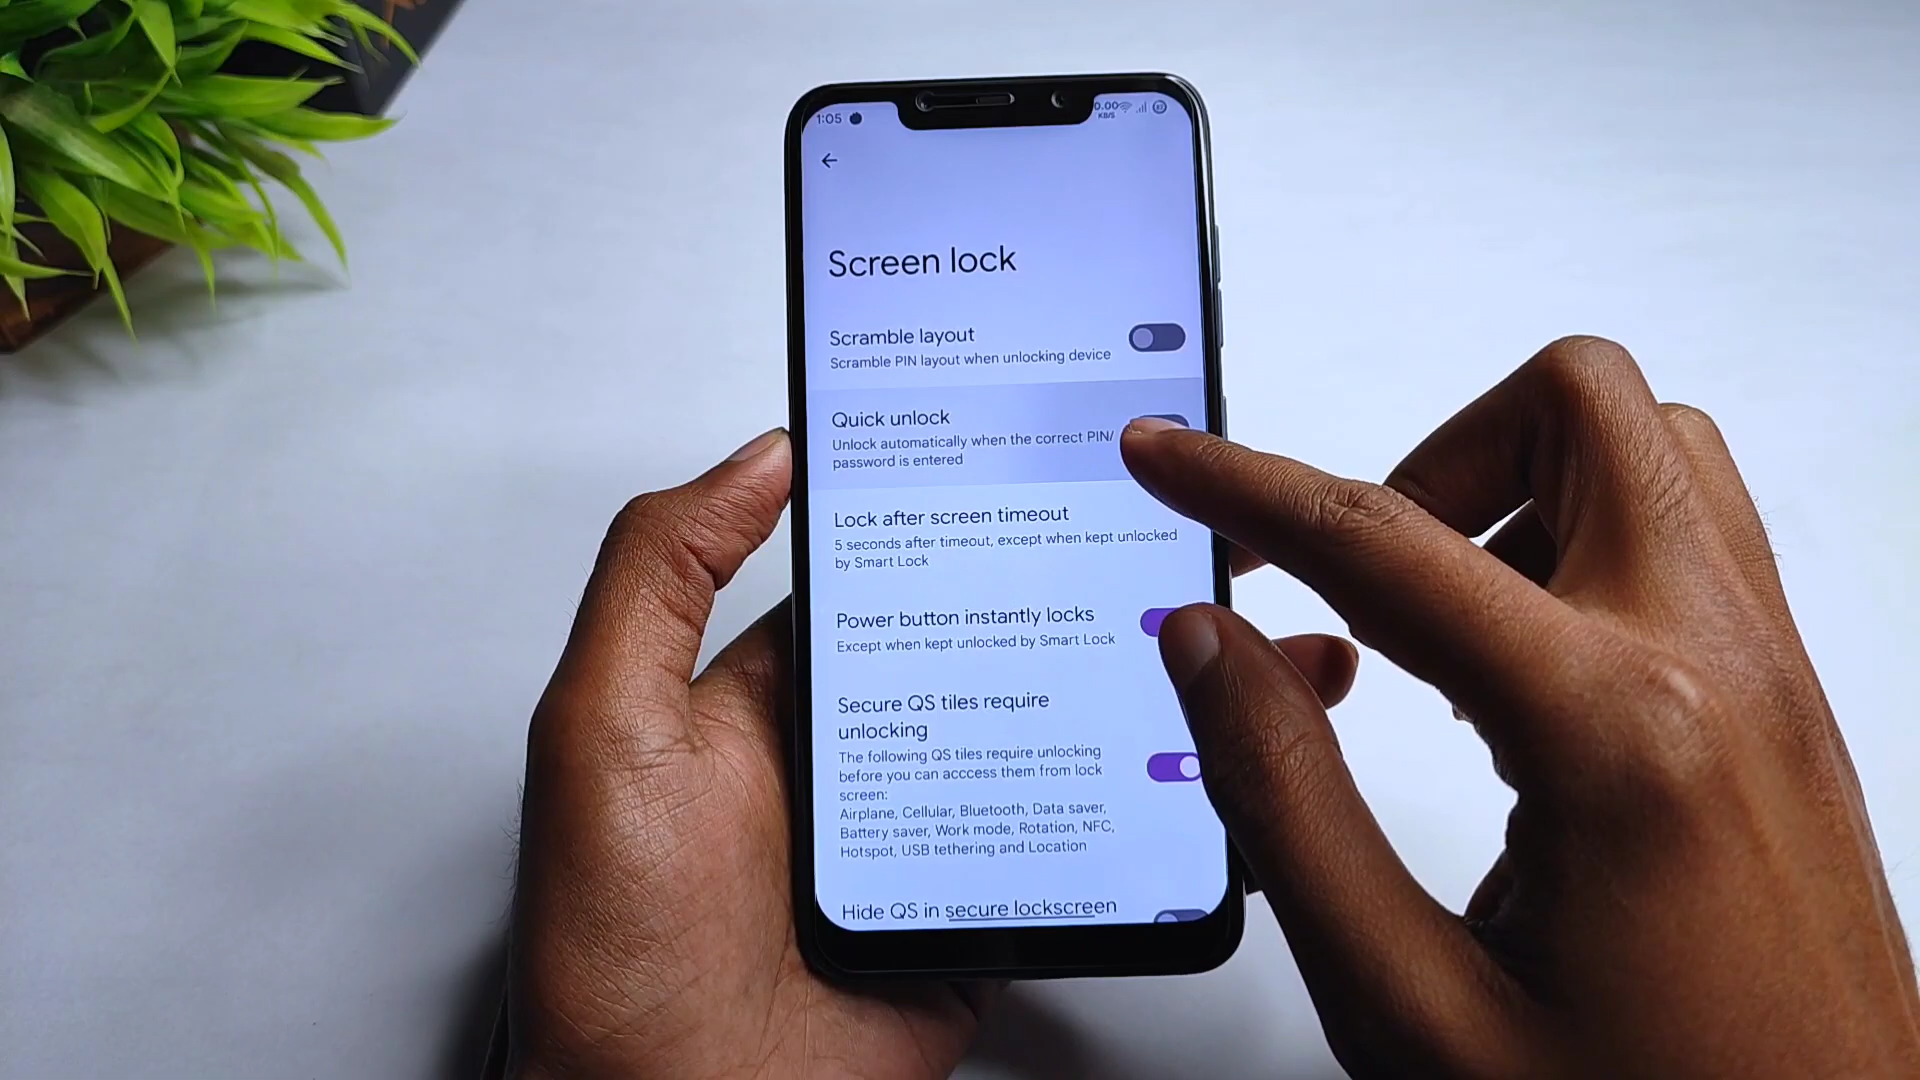 1:05
0.00
KB/S
Screen lock
Scramble layout
Scramble PIN layout when unlocking device
Quick unlock
Unlock automatically when the correct PIN/
password is entered
Lock after screen timeout
5 seconds after timeout, except when kept unlocked
by Smart Lock
Power button instantly locks
Except when kept unlocked by Smart Lock
Secure QS tiles require
unlocking
The following QS tiles require unlocking
before you can acccess them from lock
screen:
Airplane, Cellular, Bluetooth, Data saver,
Battery saver, Work mode, Rotation, NFC,
Hotspot, USB tethering and Location
Hide QS in secure lockscreen